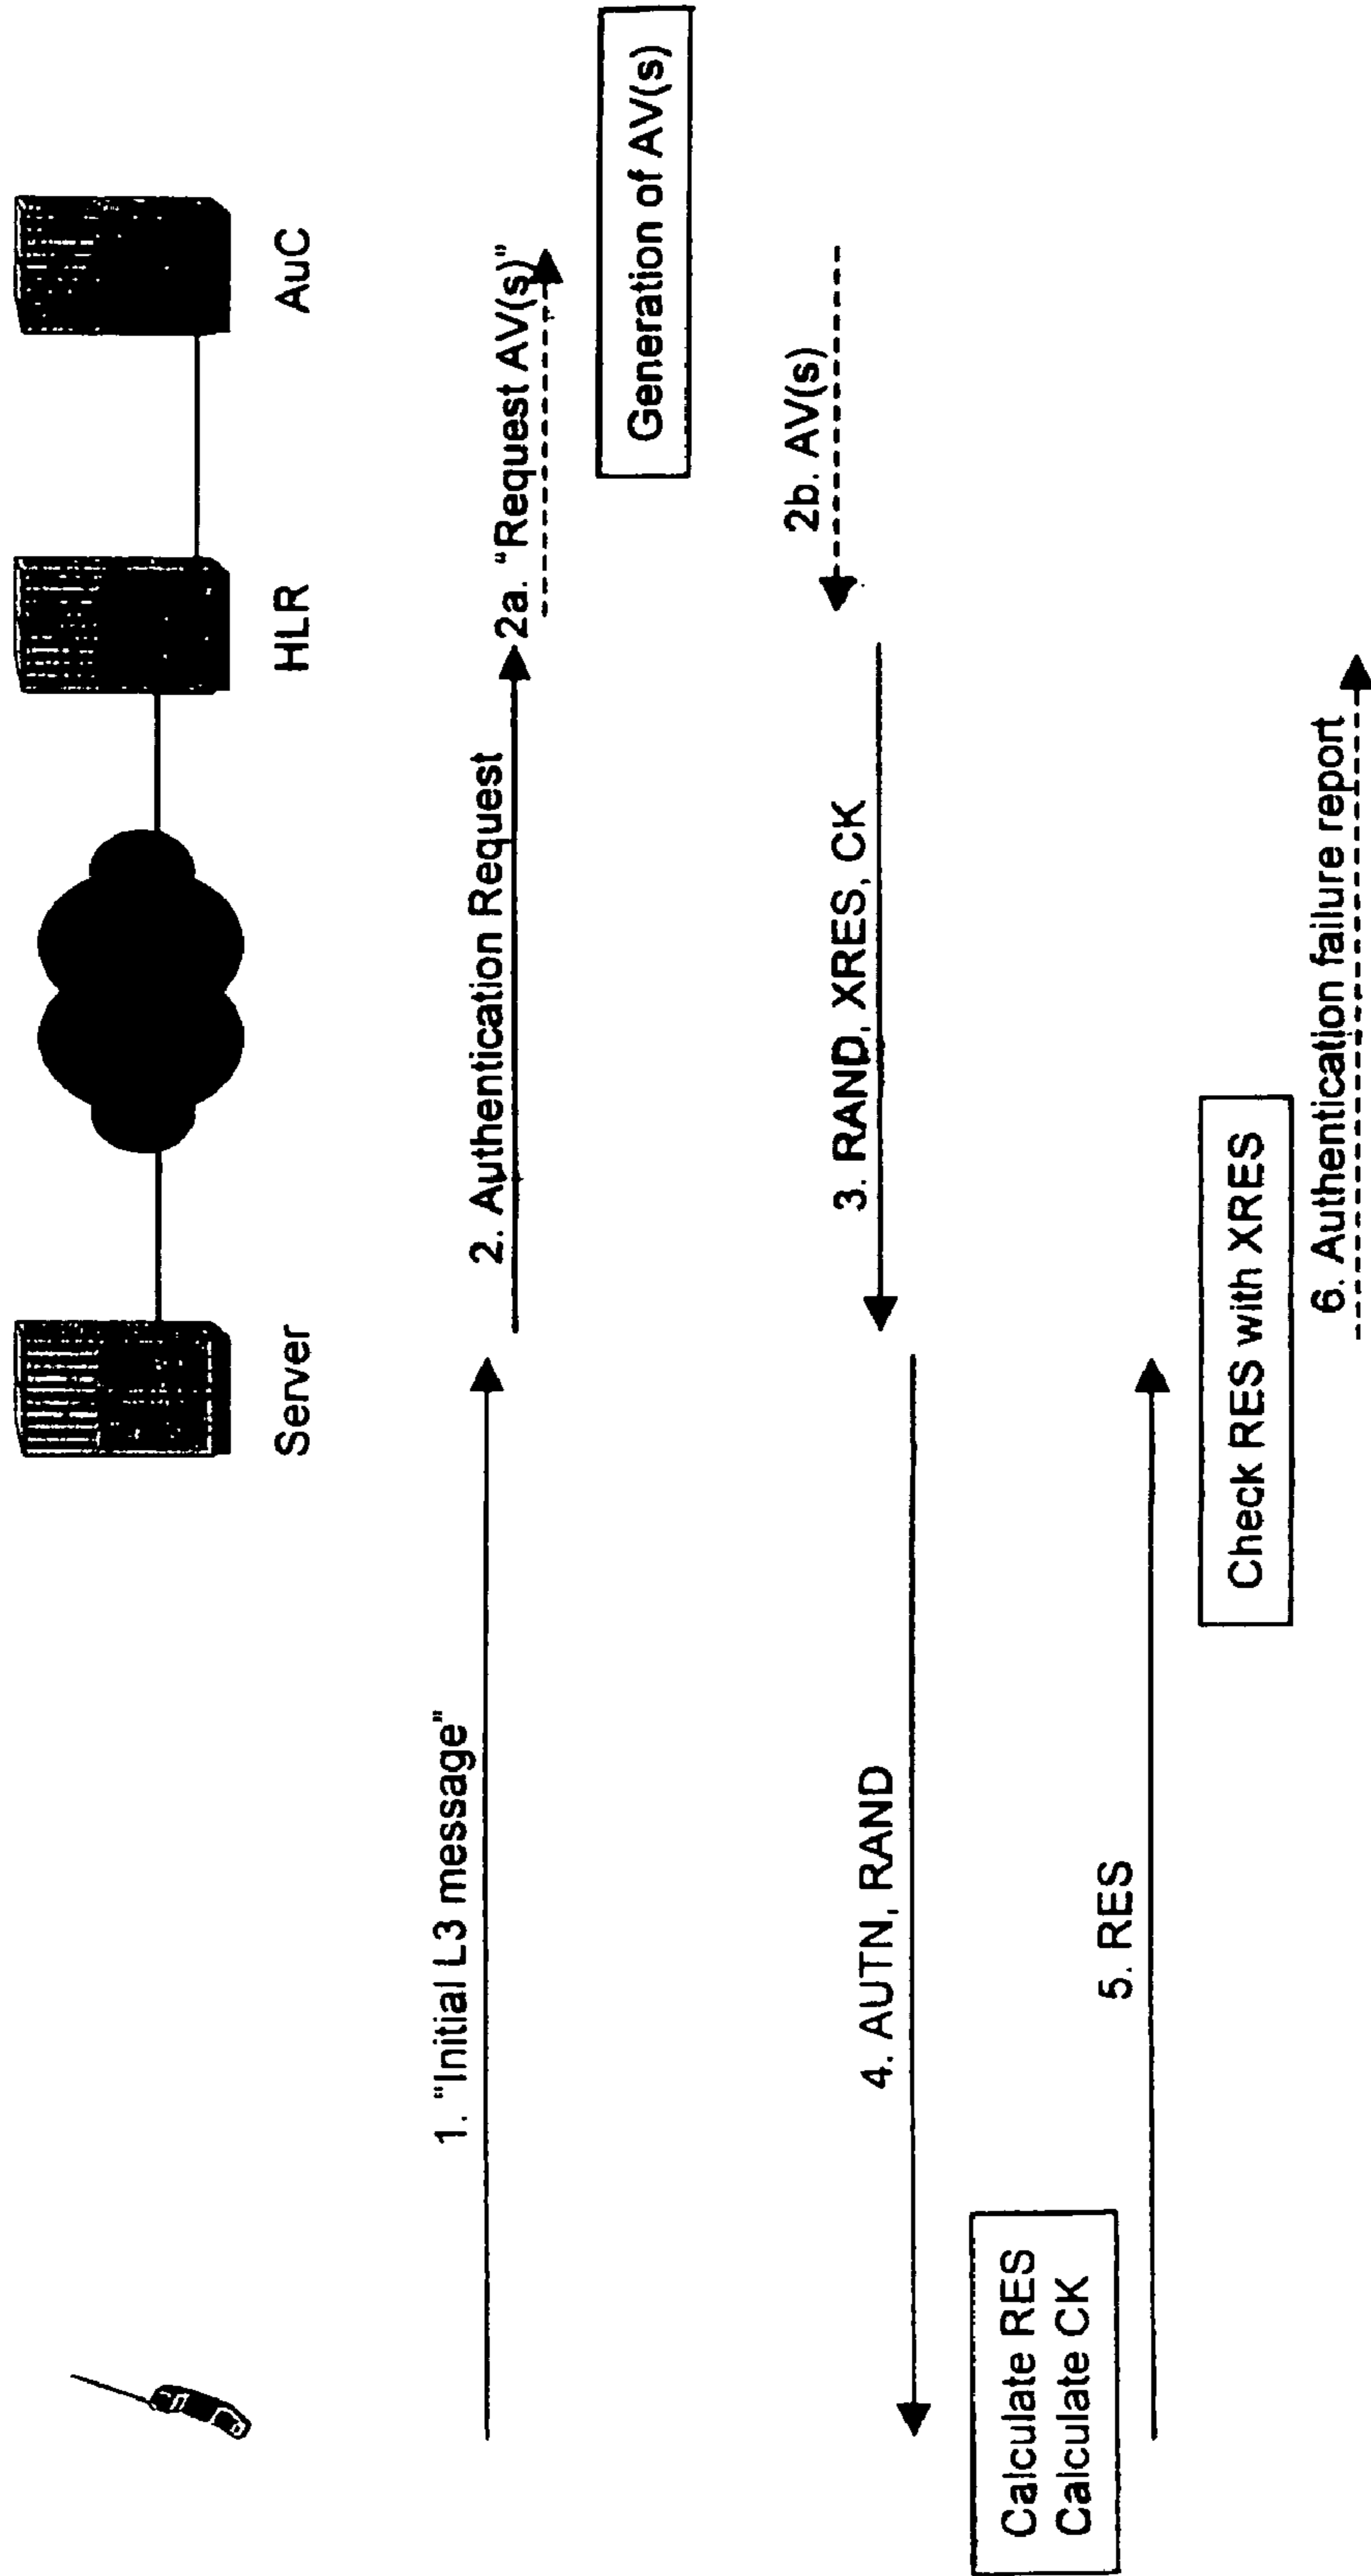 Server
HLR
AuC
1. "Initial L3 message"
2. Authentication Request
2a. "Request AV(s)"
Generation of AV(s)
2b. AV(s)
3. RAND, XRES, CK
4. AUTN, RAND
Calculate RES
Calculate CK
5. RES
Check RES with XRES
6. Authentication failure report